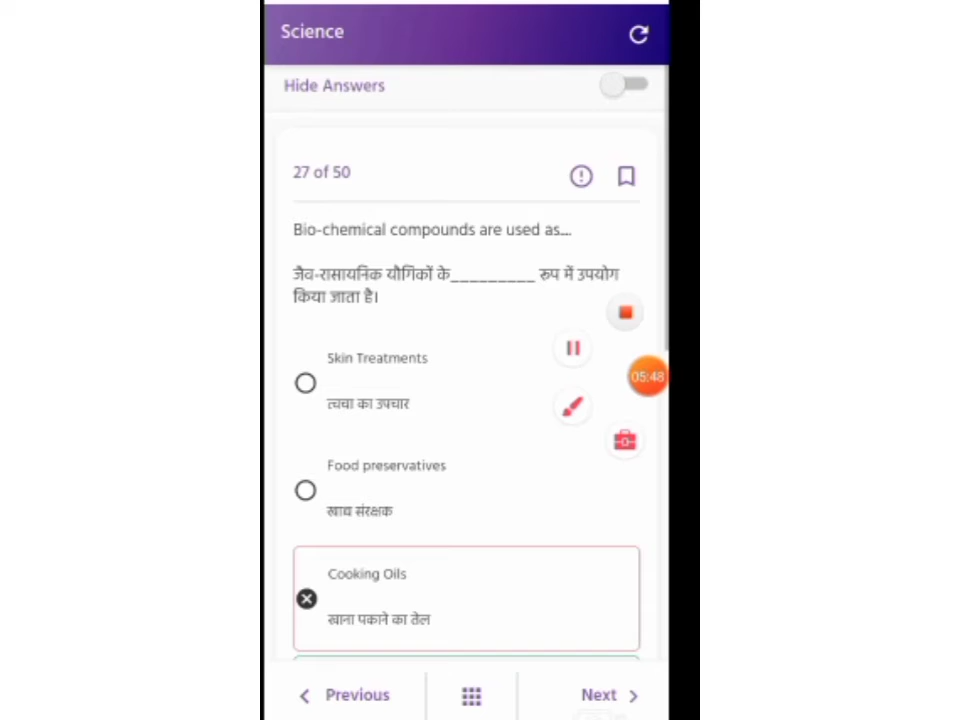 Science
Hide Answers
27 of 50
Bio-chemical compounds are used as....
जैव-रासायनिक यौगिकों के_________ रूप में उपयोग
किया जाता है।
Skin Treatments
त्वचा का उपचार
05:48
Food preservatives
खाद्य संरक्षक
Cooking Oils
खाना पकाने का तेल
Previous
Next